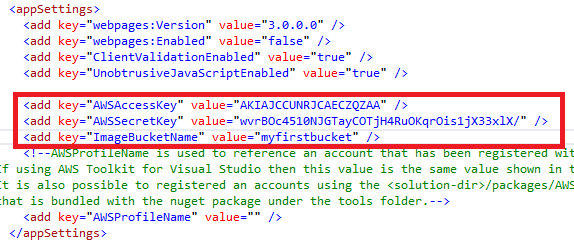 <appSettings>
<add key="webpages:Version" value="3.0.0.0" />
<add key="webpages:Enabled" value="false" />
<add key="ClientValidationEnabled" value="true" />
<add key="UnobtrusiveJavaScriptEnabled" value="true" />
<add key="AWSAccessKey" value="AKIAJCCUNRJCAECZQZAA" />
<add key="AWSSecretKey" value="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" />
<add key="ImageBucketName" value="myfirstbucket" />
<!--AWSProfileName is used to reference an account that has been registered wit
If using AWS Toolkit for Visual Studio then this value is the same value shown in t
It is also possible to registered an accounts using the <solution-dir>/packages/AWS
that is bundled with the nuget package under the tools folder.-->
<add key="AWSProfileName" value="" />
</appSettings>